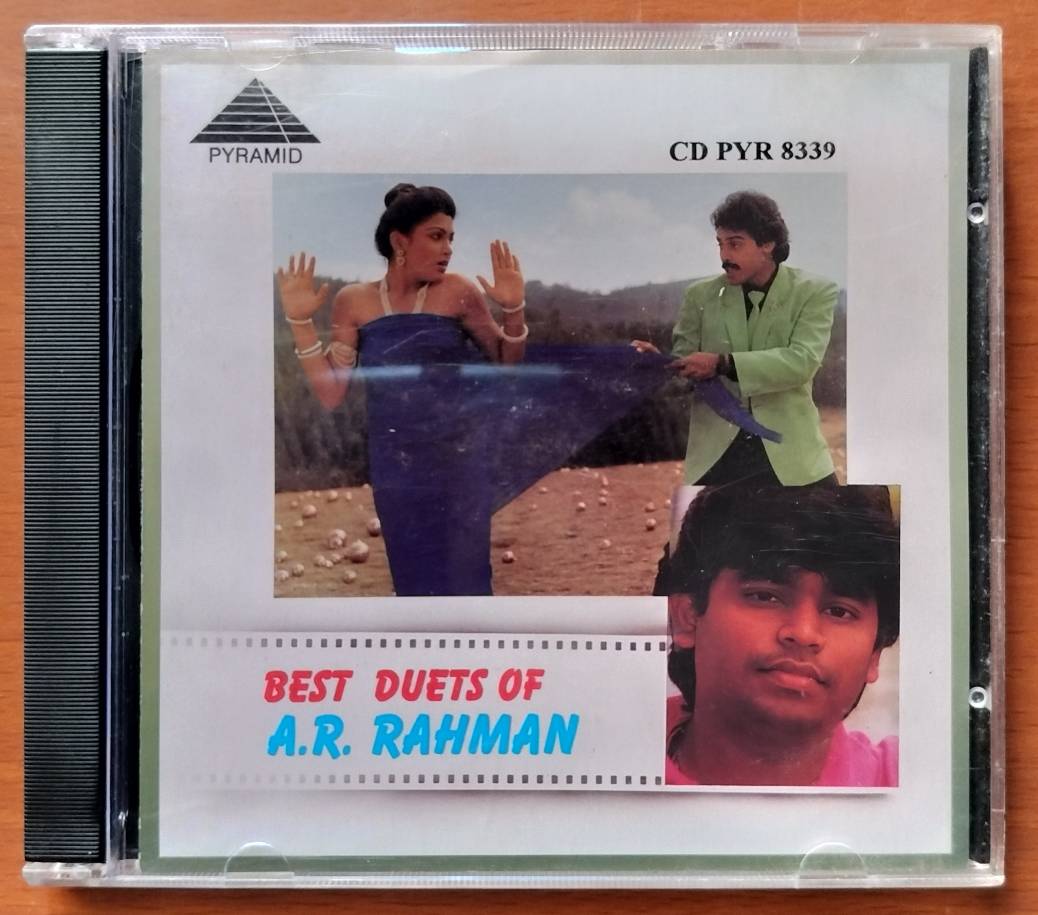 PYRAMID
CD PYR 8339
BEST DUETS OF
A.R. RAHMAN